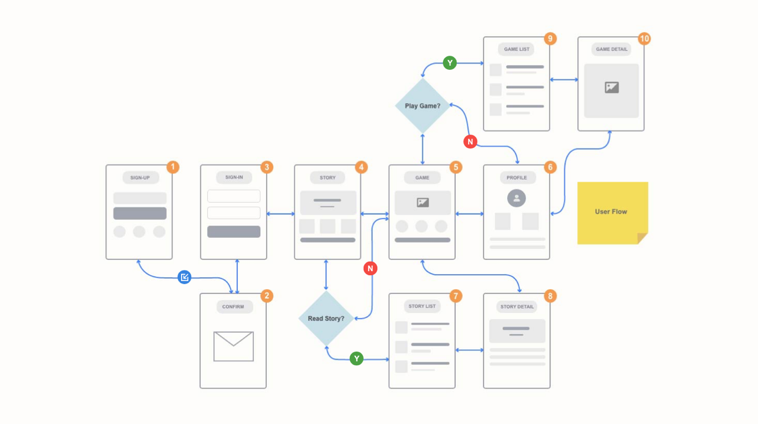 9
10
GAME LIST
GAME DETAIL
Y
Play Game?
N
1
3
4
5
6
SIGN-UP
SIGN-IN
STORY
GAME
PROFILE
User Flow
N
2
7
8
CONFIRM
STORY LIST
STORY DETAIL
Read Story?
Y